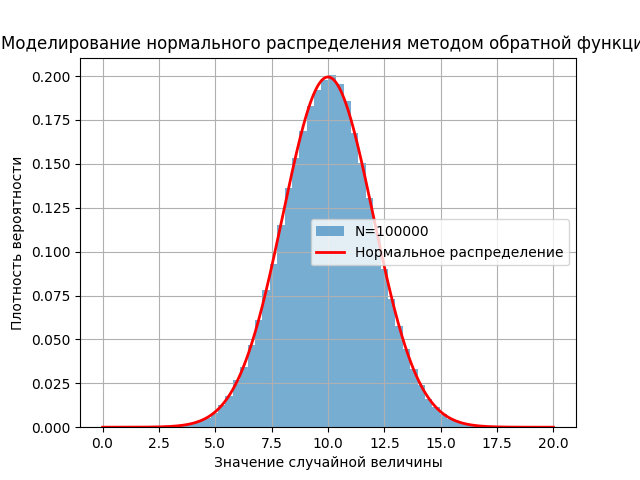 Моделирование нормального распределения методом обратной функци
0.200
0.175
0.150
0.125
0.100
0.075
0.050
0.025
0.000
Плотность вероятности
N=100000
Нормальное распределение
0.0 2.5 5.0 7.5 10.0 12.5 15.0 17.5 20.0
Значение случайной величины